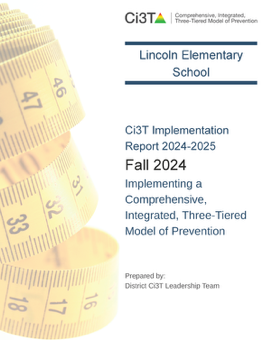 Ci3T
Comprehensive, Integrated,
Three-Tiered Model of Prevention
Lincoln Elementary
School
Ci3T Implementation
Report 2024-2025
Fall 2024
Implementing a
Comprehensive,
Integrated, Three-Tiered
Model of Prevention
Prepared by:
District Ci3T Leadership Team
47
46
33
31
18
17
16